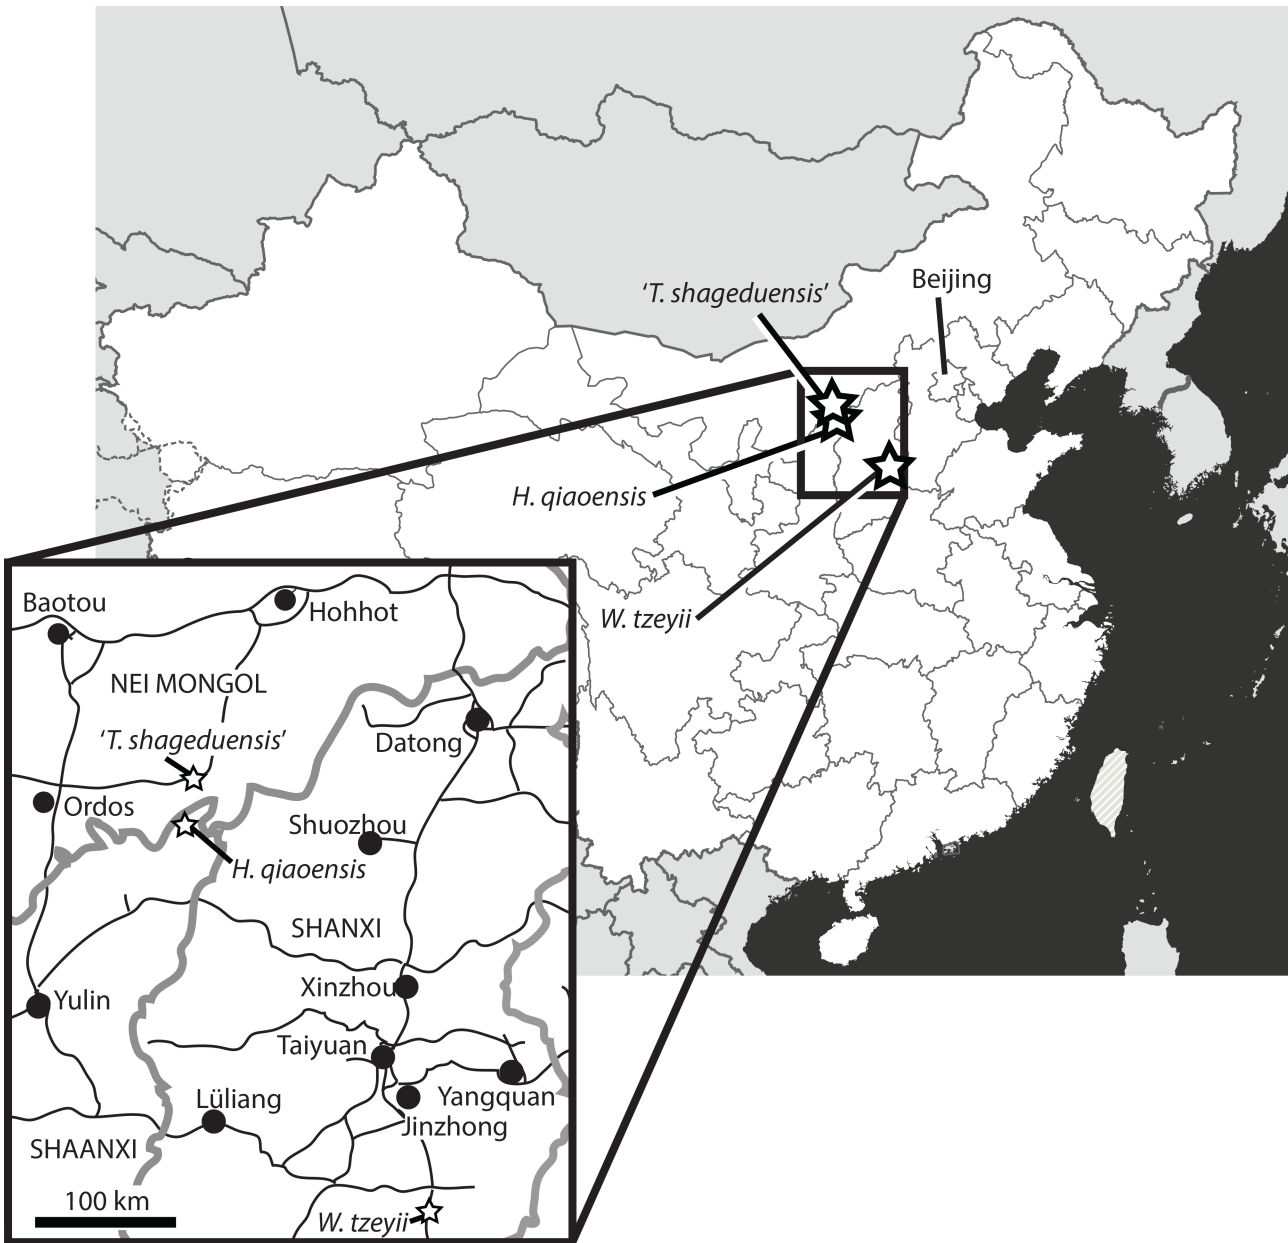 'T. shageduensis'
Beijing
H. qiaoensis
W. tzeyii
Baotou
Hohhot
NEI MONGOL
'T. shageduensis'
Datong
Ordos
Shuozhou
H. qiaoensis
SHANXI
Xinzhou
Yulin
Taiyuan
Lüliang
Yangquan
Jinzhong
SHAANXI
100 km
W. tzeyii